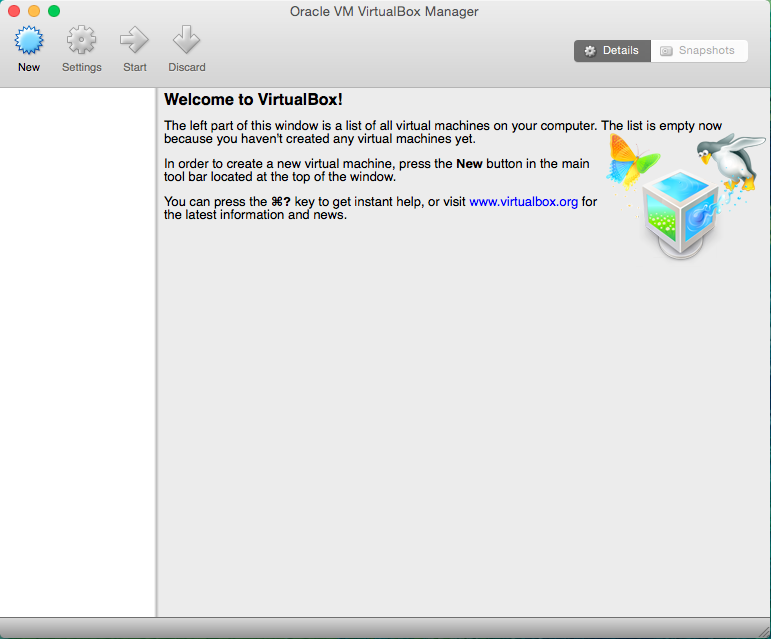 Oracle VM VirtualBox Manager
New
Settings
Start
Discard
Details
Snapshots
Welcome to VirtualBox!
The left part of this window is a list of all virtual machines on your computer. The list is empty now
because you haven't created any virtual machines yet.
In order to create a new virtual machine, press the New button in the main
tool bar located at the top of the window.
You can press the ⌘? key to get instant help, or visit www.virtualbox.org for
the latest information and news.